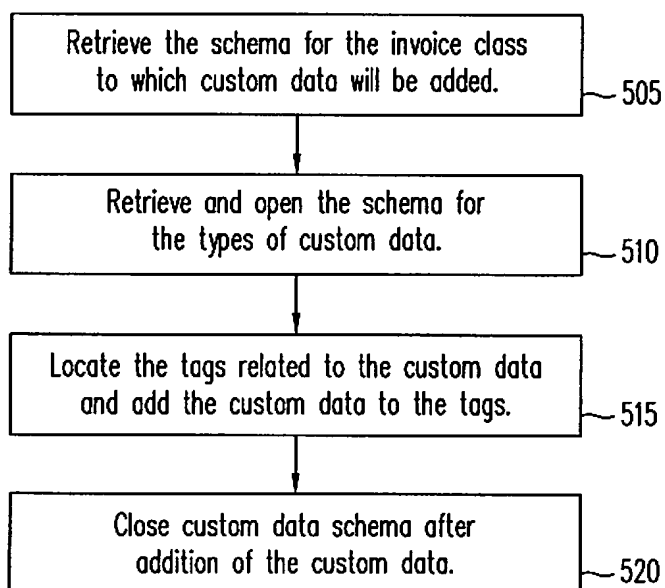 Retrieve the schema for the invoice class
to which custom data will be added.
505
Retrieve and open the schema for
the types of custom data.
510
Locate the tags related to the custom data
and add the custom data to the tags.
515
Close custom data schema after
addition of the custom data.
520